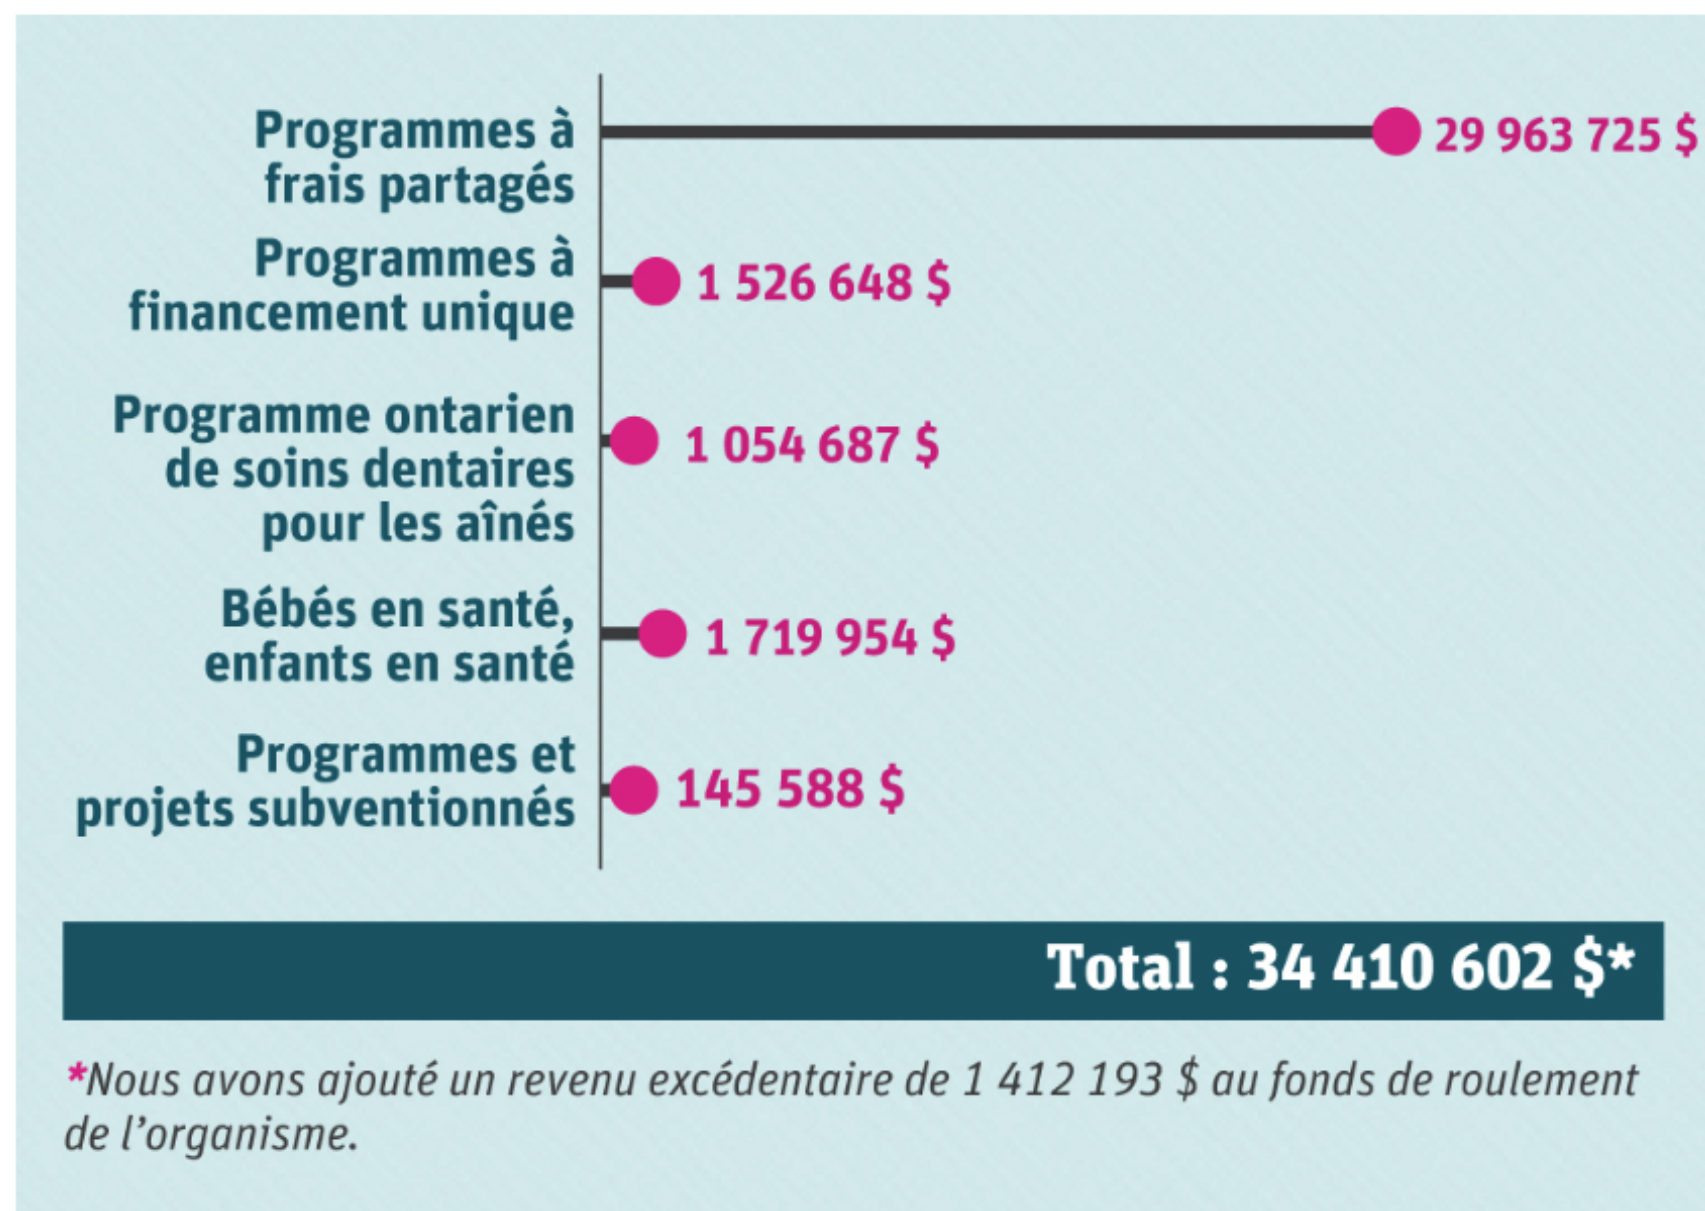 Programmes à
frais partagés
29 963 725 $
Programmes à
financement unique
1 526 648 $
Programme ontarien
de soins dentaires
pour les aînés
1 054 687 $
Bébés en santé,
enfants en santé
1 719 954 $
Programmes et
projets subventionnés
145 588 $
Total : 34 410 602 $*
*Nous avons ajouté un revenu excédentaire de 1 412 193 $ au fonds de roulement
de l’organisme.